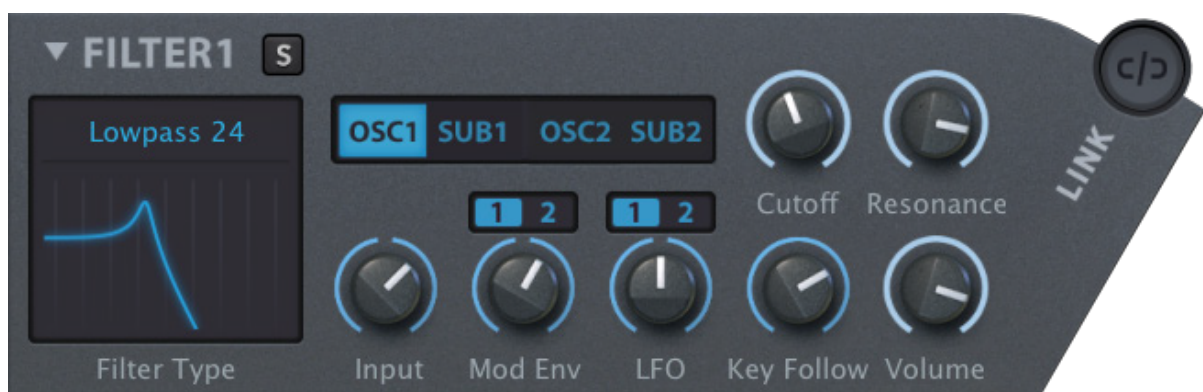 FILTER1 S
Lowpass 24
OSC1 SUB1 OSC2 SUB2
Cutoff Resonance
LINK
1 2 1 2
Filter Type Input Mod Env LFO Key Follow Volume